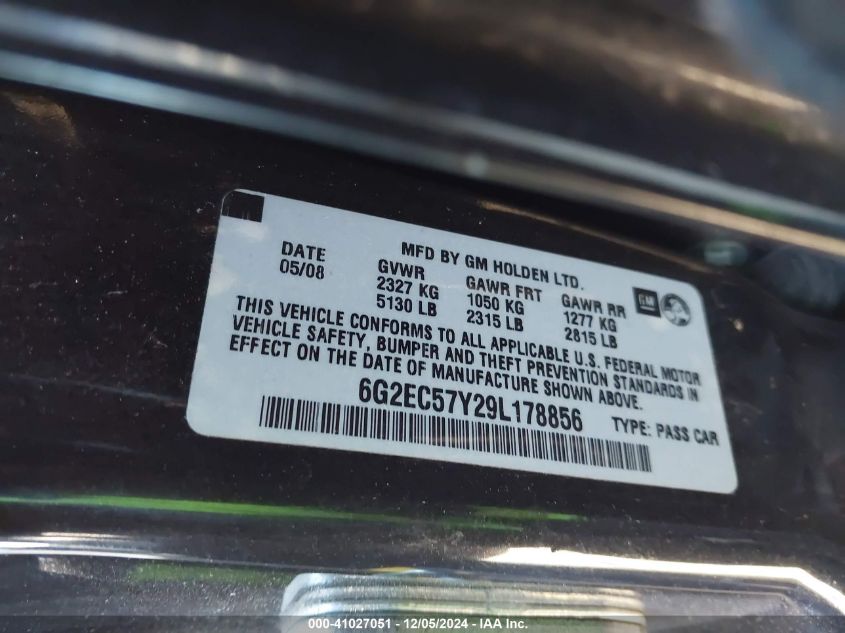 MFD BY GM HOLDEN LTD.
DATE GVWR GAWR FRT GAWR RR
05/08 2327 KG 1050 KG 1277 KG
5130 LB 2315 LB 2815 LB
GM
THIS VEHICLE CONFORMS TO ALL APPLICABLE U.S. FEDERAL MOTOR
VEHICLE SAFETY, BUMPER AND THEFT PREVENTION STANDARDS IN
EFFECT ON THE DATE OF MANUFACTURE SHOWN ABOVE.
6G2EC57Y29L178856
TYPE: PASS CAR
000-41027051 - 12/05/2024 - IAA Inc.